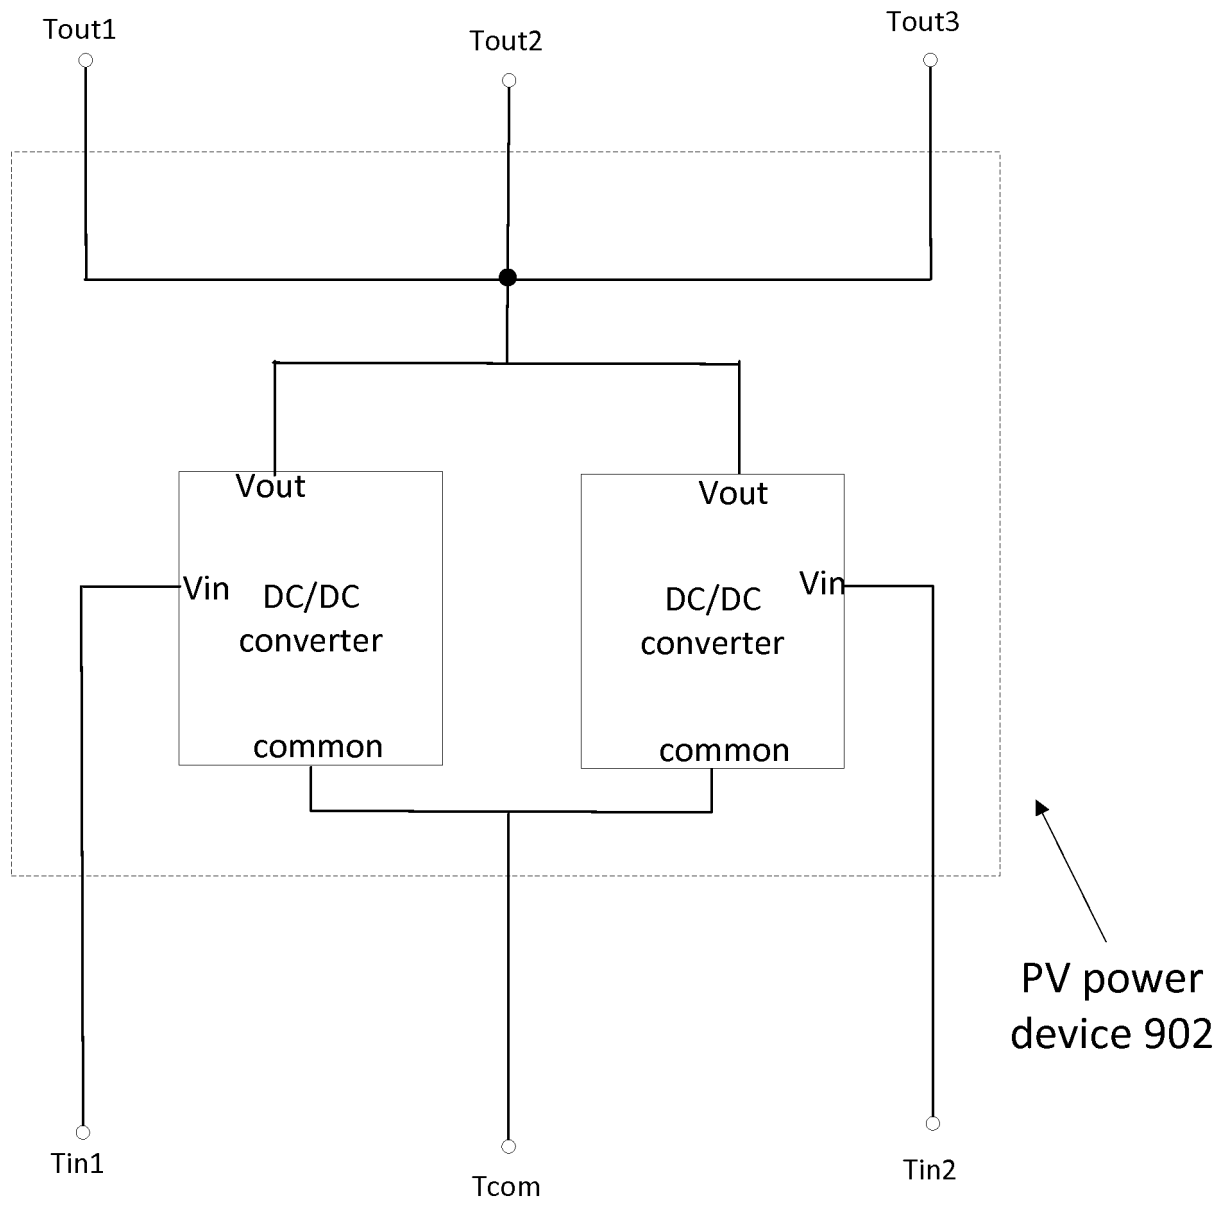 Tout1
Tout2
Tout3
Vout
Vout
Vin
DC/DC
converter
DC/DC
converter
Vin
common
common
PV power
device 902
Tin1
Tcom
Tin2